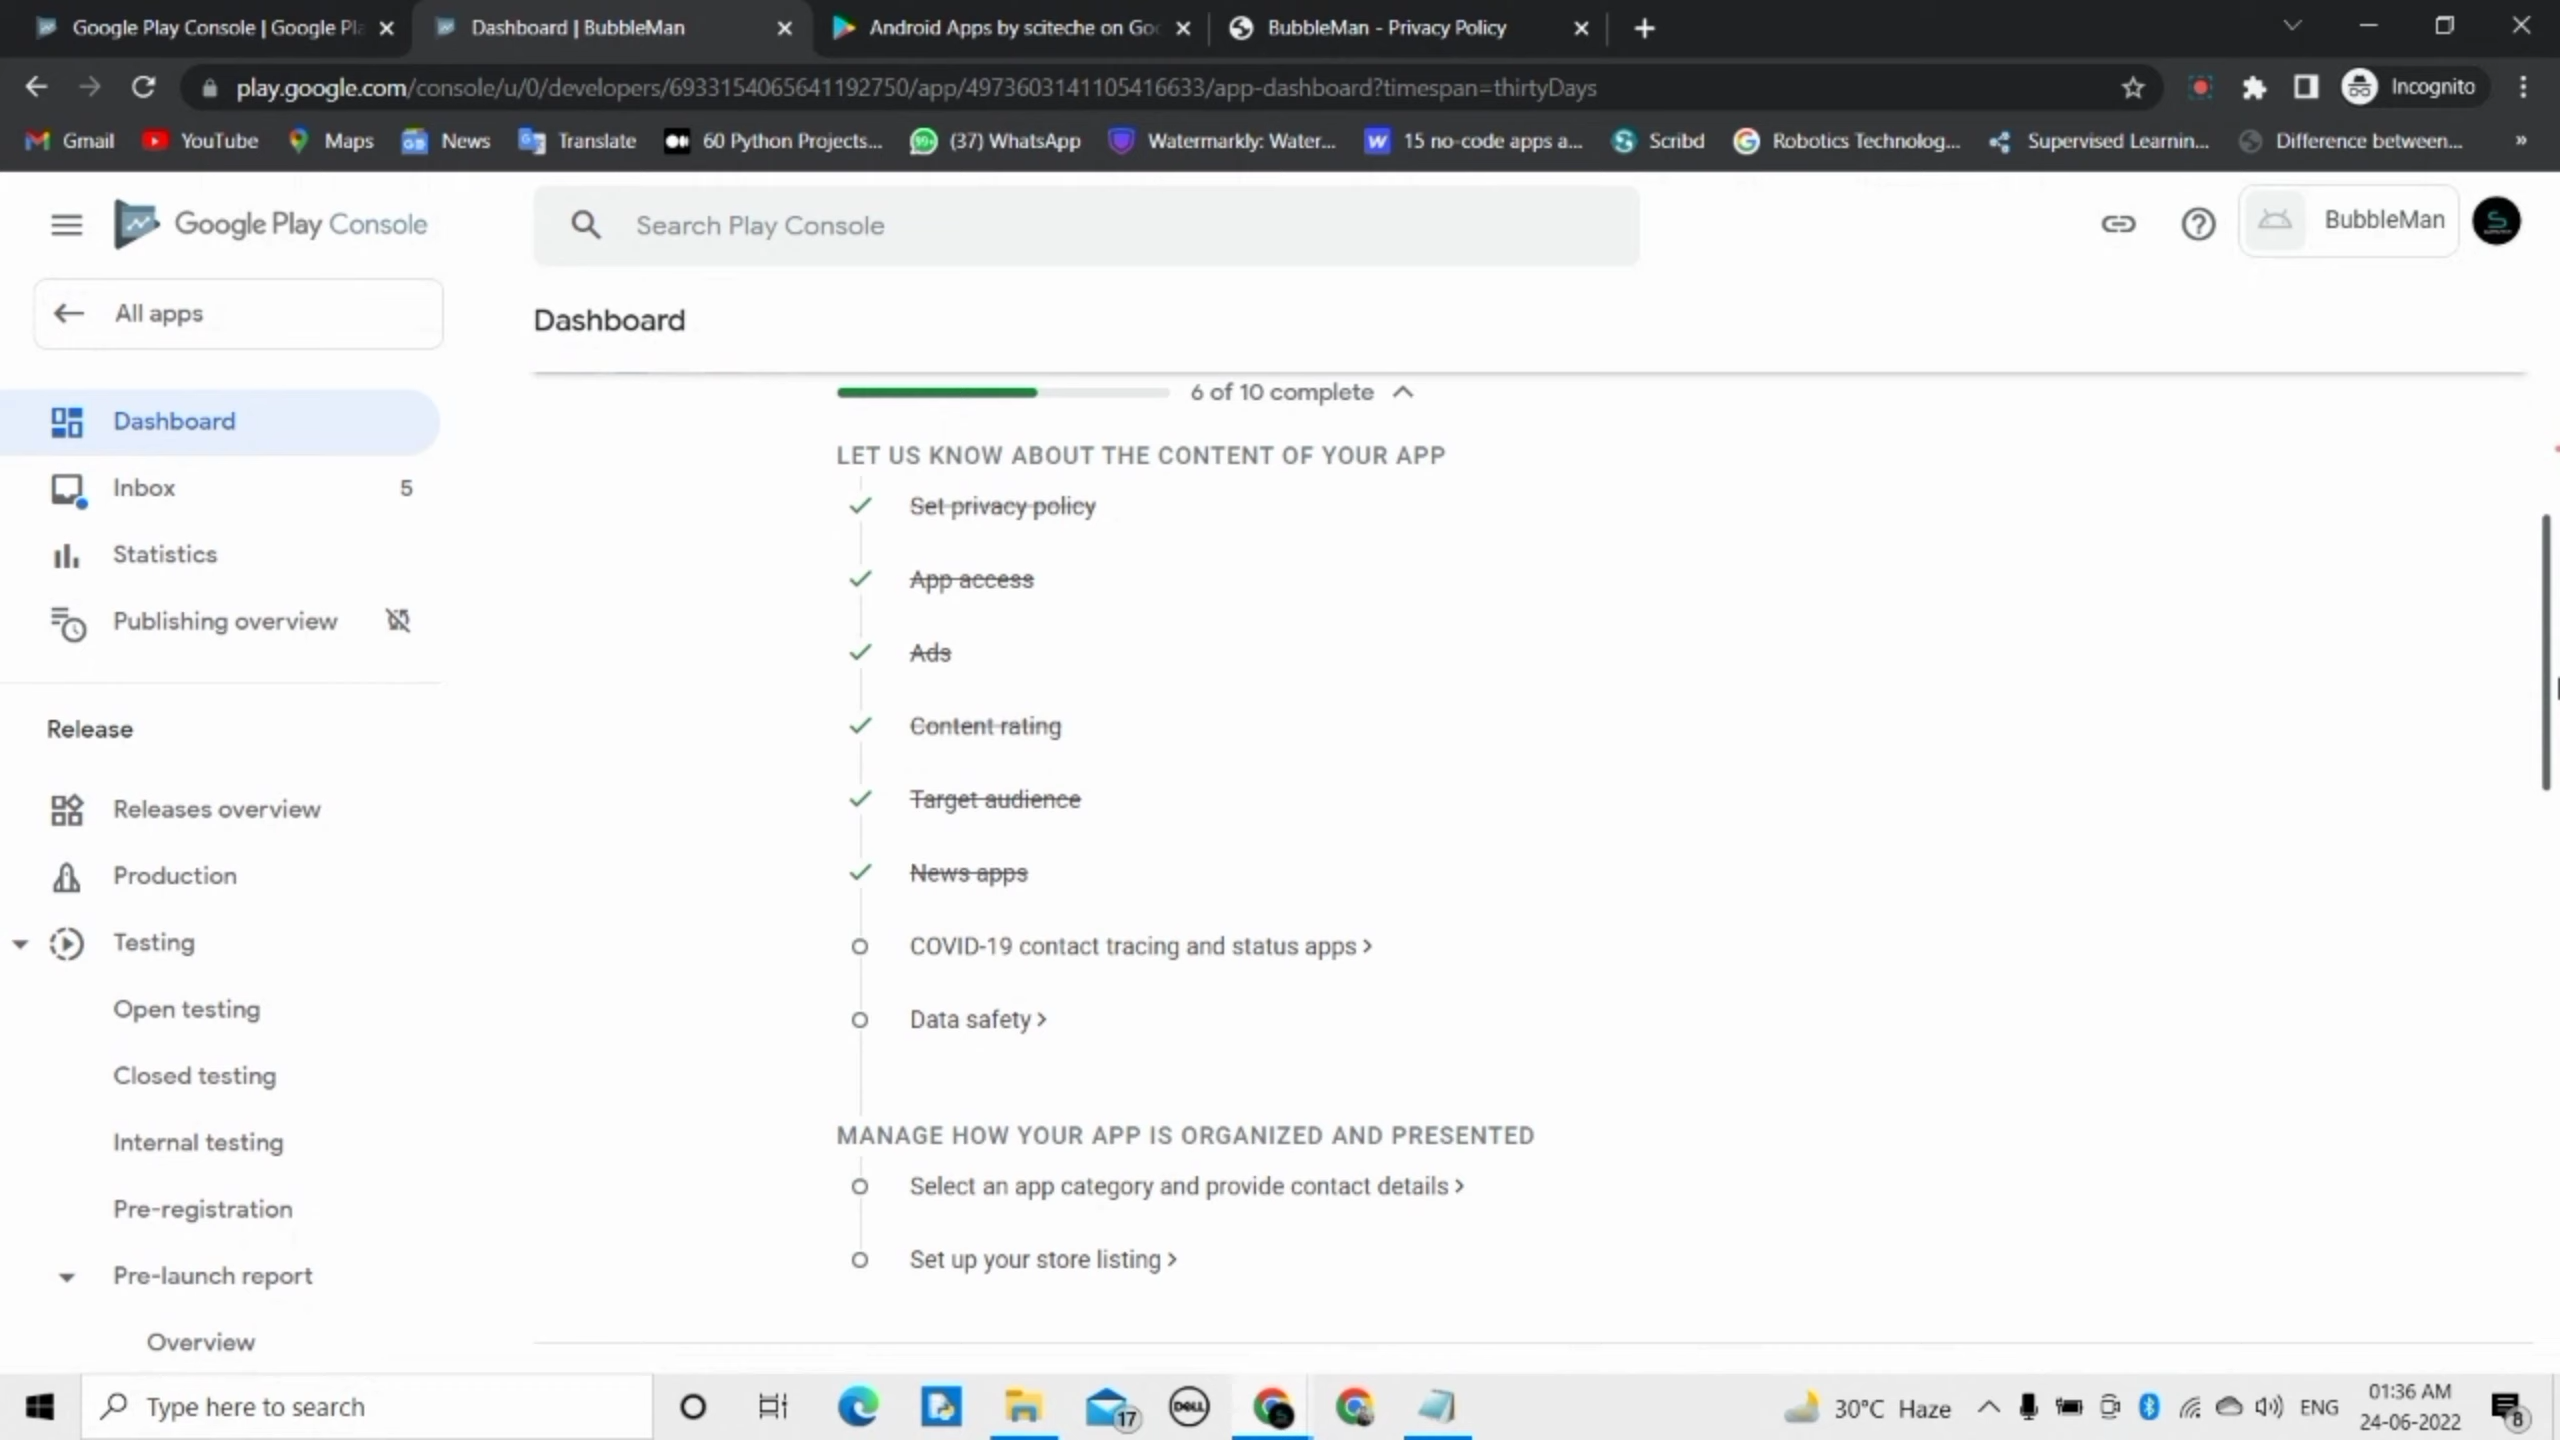 Google Play Console | Google Pla
Dashboard | BubbleMan
Android Apps by sciteche on Goo
BubbleMan - Privacy Policy
play.google.com/console/u/0/developers/6933154065641192750/app/4973603141105416633/app-dashboard?timespan=thirtyDays
Incognito
Gmail
YouTube
Maps
News
Translate
60 Python Projects...
(37) WhatsApp
Watermarkly: Water...
15 no-code apps a...
Scribd
Robotics Technolog...
Supervised Learnin...
Difference between...
»
Google Play Console
Search Play Console
BubbleMan
All apps
Dashboard
Dashboard
Inbox 5
Statistics
Publishing overview
Release
Releases overview
Production
Testing
Open testing
Closed testing
Internal testing
Pre-registration
Pre-launch report
Overview
6 of 10 complete
LET US KNOW ABOUT THE CONTENT OF YOUR APP
Set privacy policy
App access
Ads
Content rating
Target audience
News apps
COVID-19 contact tracing and status apps >
Data safety >
MANAGE HOW YOUR APP IS ORGANIZED AND PRESENTED
Select an app category and provide contact details >
Set up your store listing >
Type here to search
17
DELL
30°C Haze
ENG
01:36 AM
24-06-2022
8